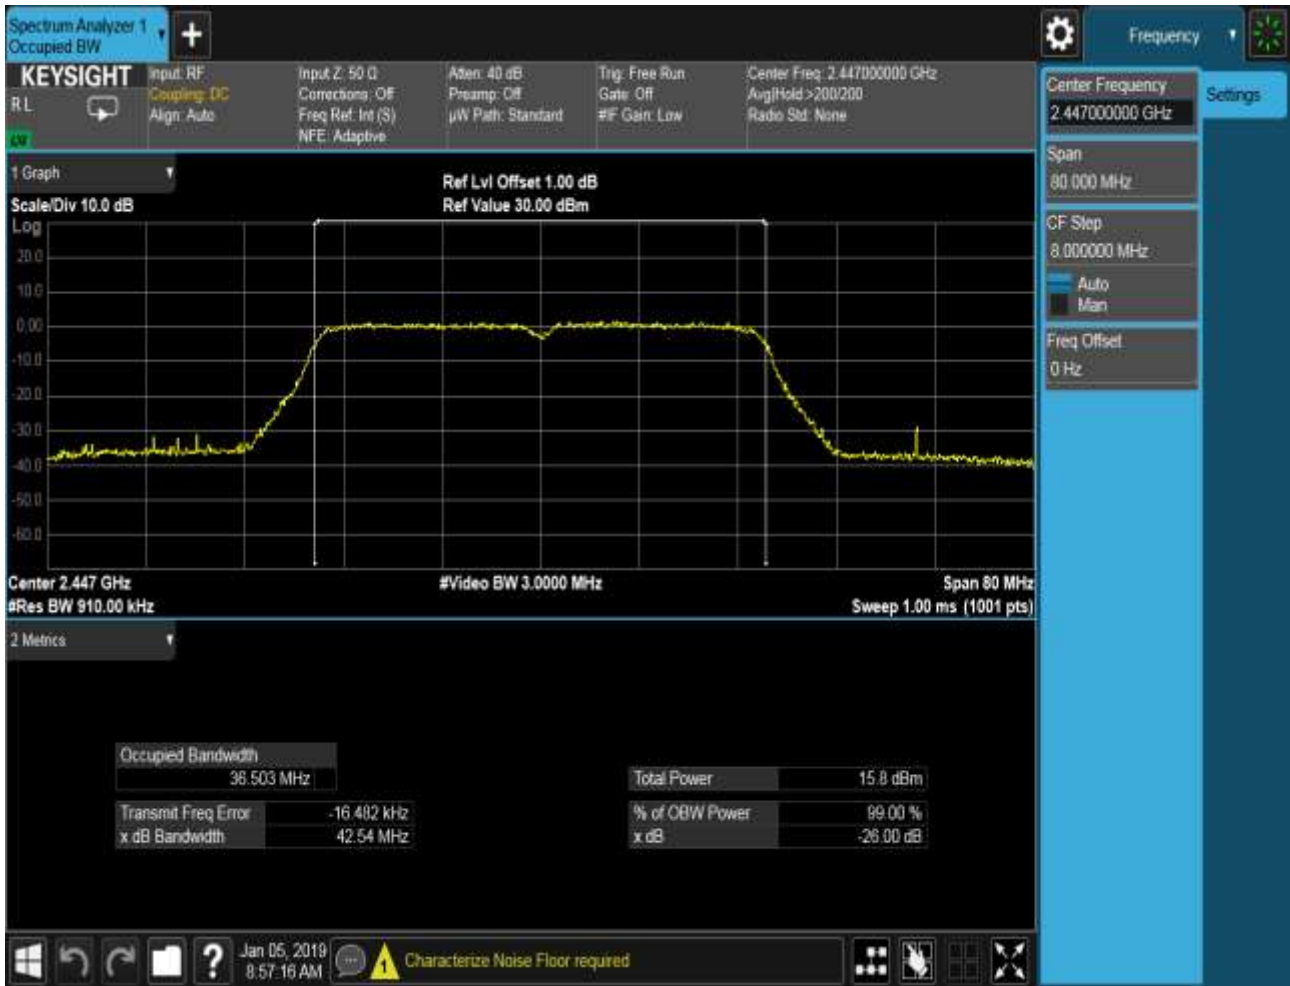 Spectrum Analyzer 1
Occupied BW
Frequency
KEYSIGHT
R L
Input: RF
Coupling: DC
Align: Auto
Input Z: 50 Ω
Corrections: Off
Freq Ref: Int (S)
NFE: Adaptive
Atten: 40 dB
Preamp: Off
µW Path: Standard
Trig: Free Run
Gate: Off
#IF Gain: Low
Center Freq: 2.447000000 GHz
Avg|Hold:>200/200
Radio Std: None
Center Frequency
2.447000000 GHz
Settings
Span
80.000 MHz
CF Step
8.000000 MHz
Auto
Man
Freq Offset
0 Hz
1 Graph
Scale/Div 10.0 dB
Ref Lvl Offset 1.00 dB
Ref Value 30.00 dBm
Log
20.0
10.0
0.00
-10.0
-20.0
-30.0
-40.0
-50.0
-60.0
Center 2.447 GHz
#Video BW 3.0000 MHz
Span 80 MHz
#Res BW 910.00 kHz
Sweep 1.00 ms (1001 pts)
2 Metrics
Occupied Bandwidth
36.503 MHz
Total Power 15.8 dBm
Transmit Freq Error -16.482 kHz
% of OBW Power 99.00 %
x dB Bandwidth 42.54 MHz
x dB -26.00 dB
?
Jan 05, 2019
8:57:16 AM
1
Characterize Noise Floor required